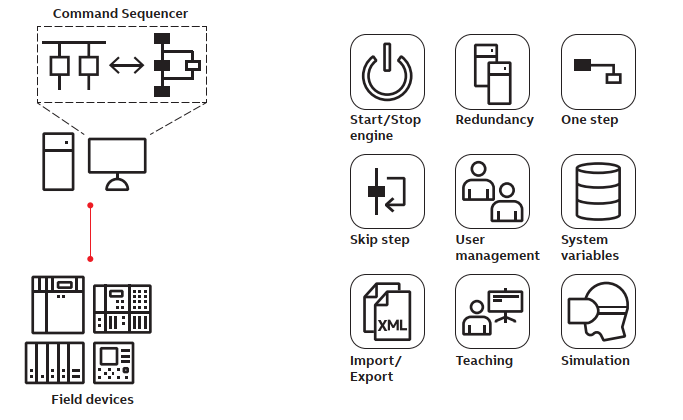 Command Sequencer
Start/Stop
engine
Redundancy
One step
Skip step
User
management
System
variables
XML
Import/
Export
Teaching
Simulation
Field devices